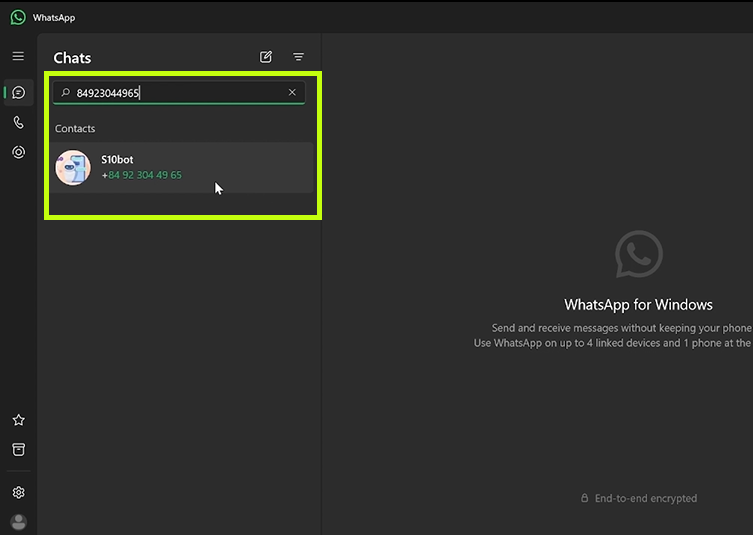 WhatsApp
Chats
84923044965
Contacts
S10bot
+84 92 304 49 65
WhatsApp for Windows
Send and receive messages without keeping your phone
Use WhatsApp on up to 4 linked devices and 1 phone at the
End-to-end encrypted